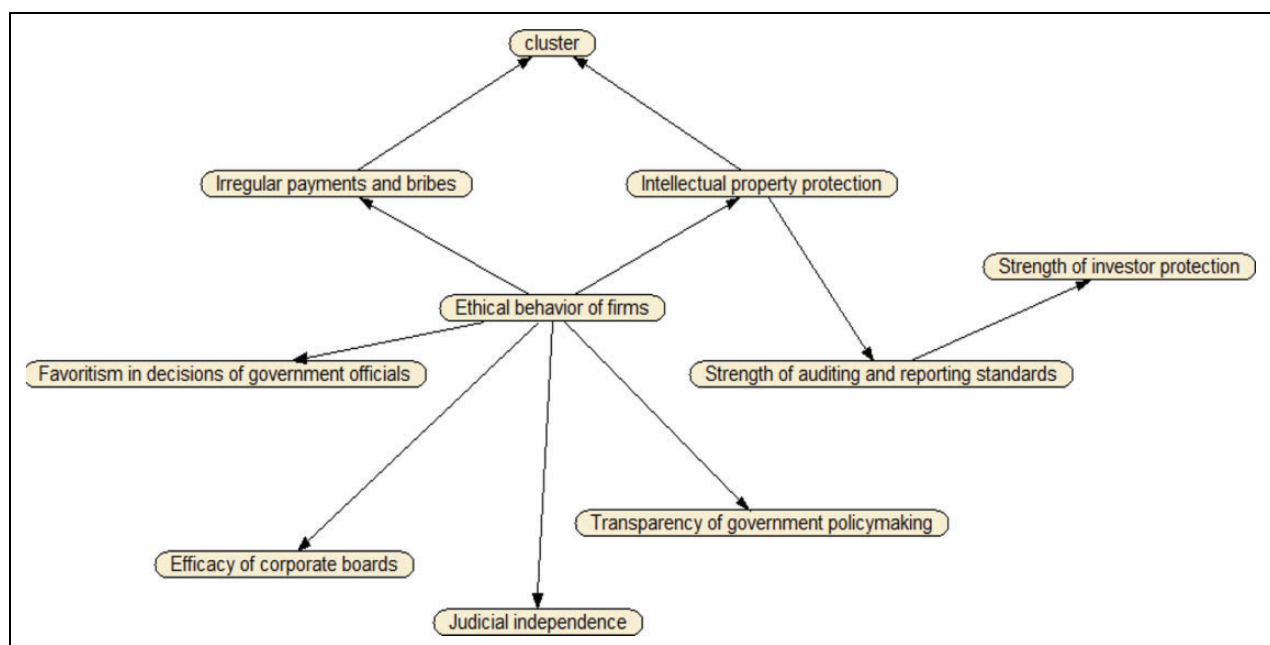 cluster
Irregular payments and bribes
Intellectual property protection
Strength of investor protection
Ethical behavior of firms
Favoritism in decisions of government officials
Strength of auditing and reporting standards
Transparency of government policymaking
Efficacy of corporate boards
Judicial independence